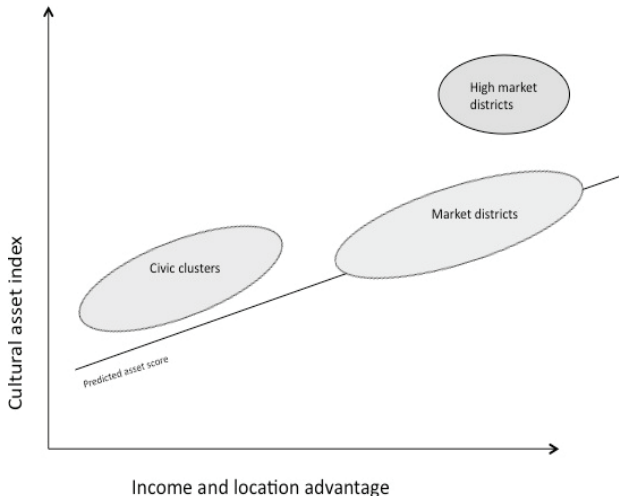 High market
districts
Market districts
Civic clusters
Predicted asset score
Cultural asset index
Income and location advantage